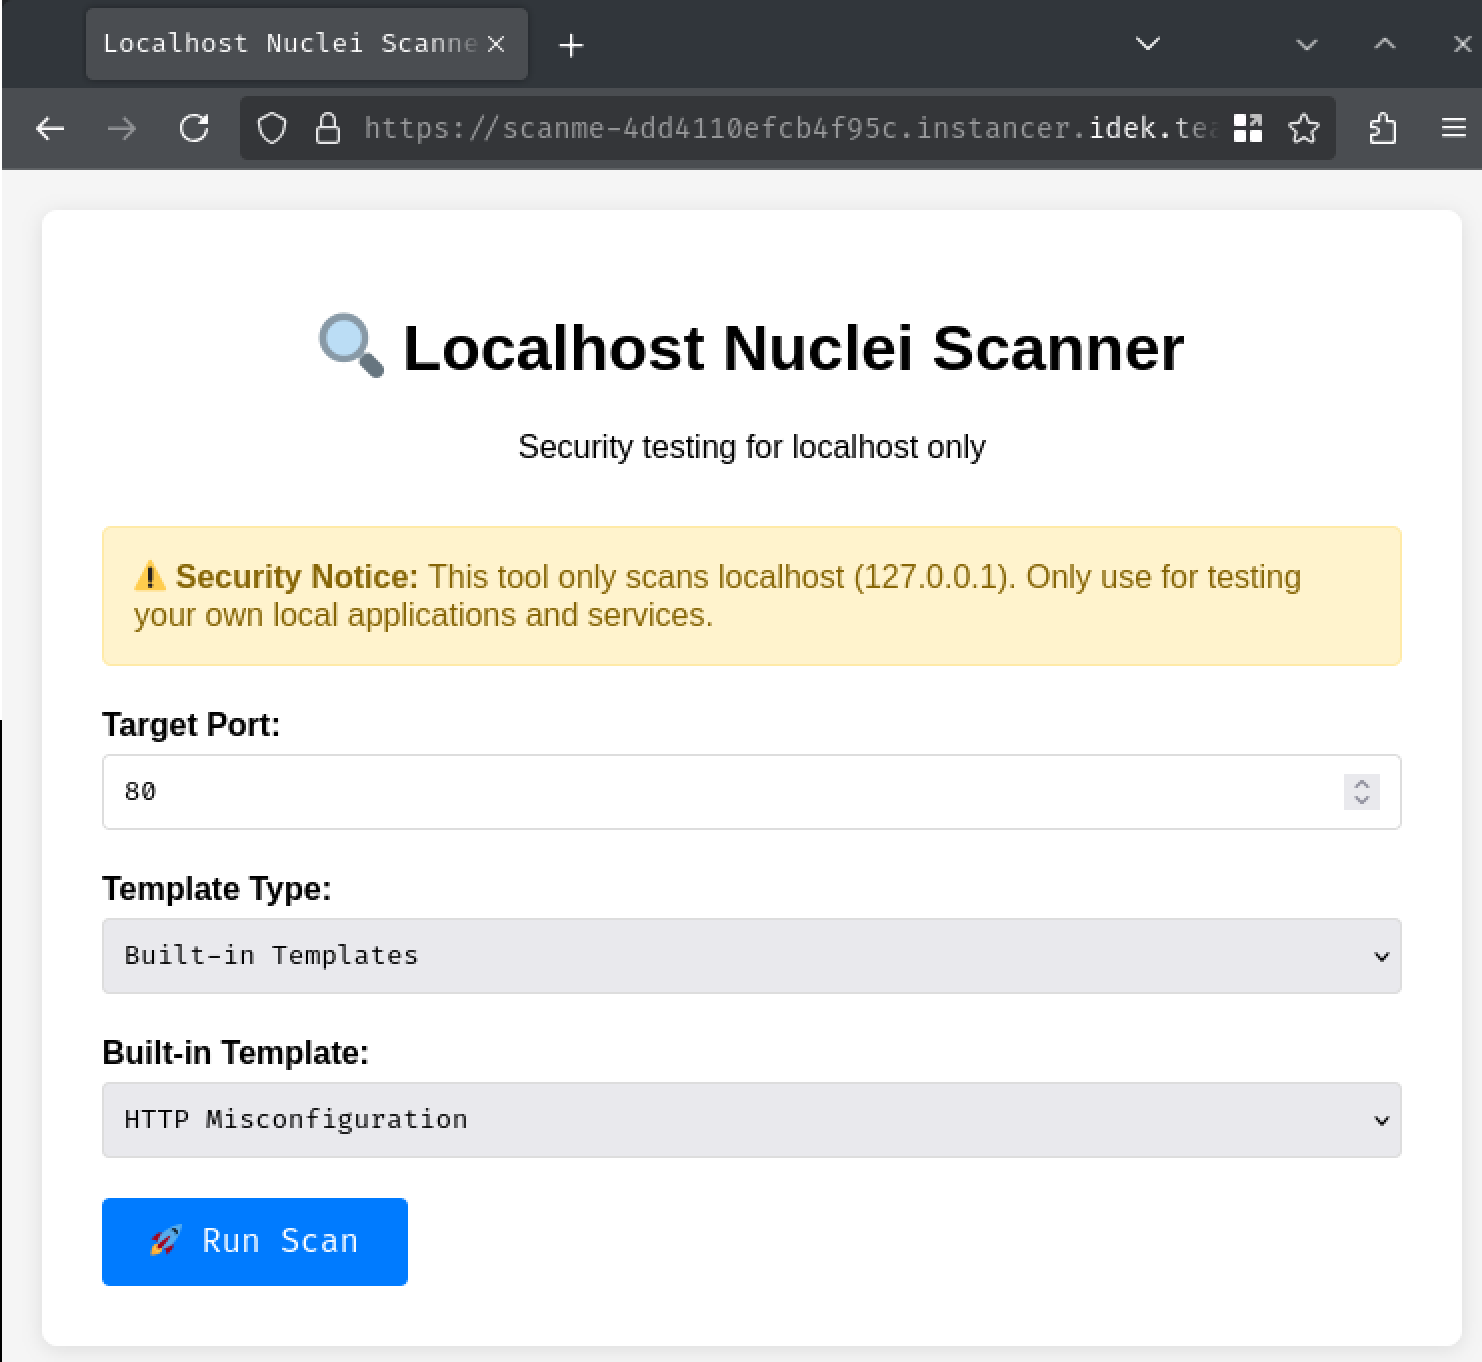 Localhost Nuclei Scanne
https://scanme-4dd4110efcb4f95c.instancer.idek.tea
Localhost Nuclei Scanner
Security testing for localhost only
Security Notice: This tool only scans localhost (127.0.0.1). Only use for testing
your own local applications and services.
Target Port:
80
Template Type:
Built-in Templates
Built-in Template:
HTTP Misconfiguration
Run Scan